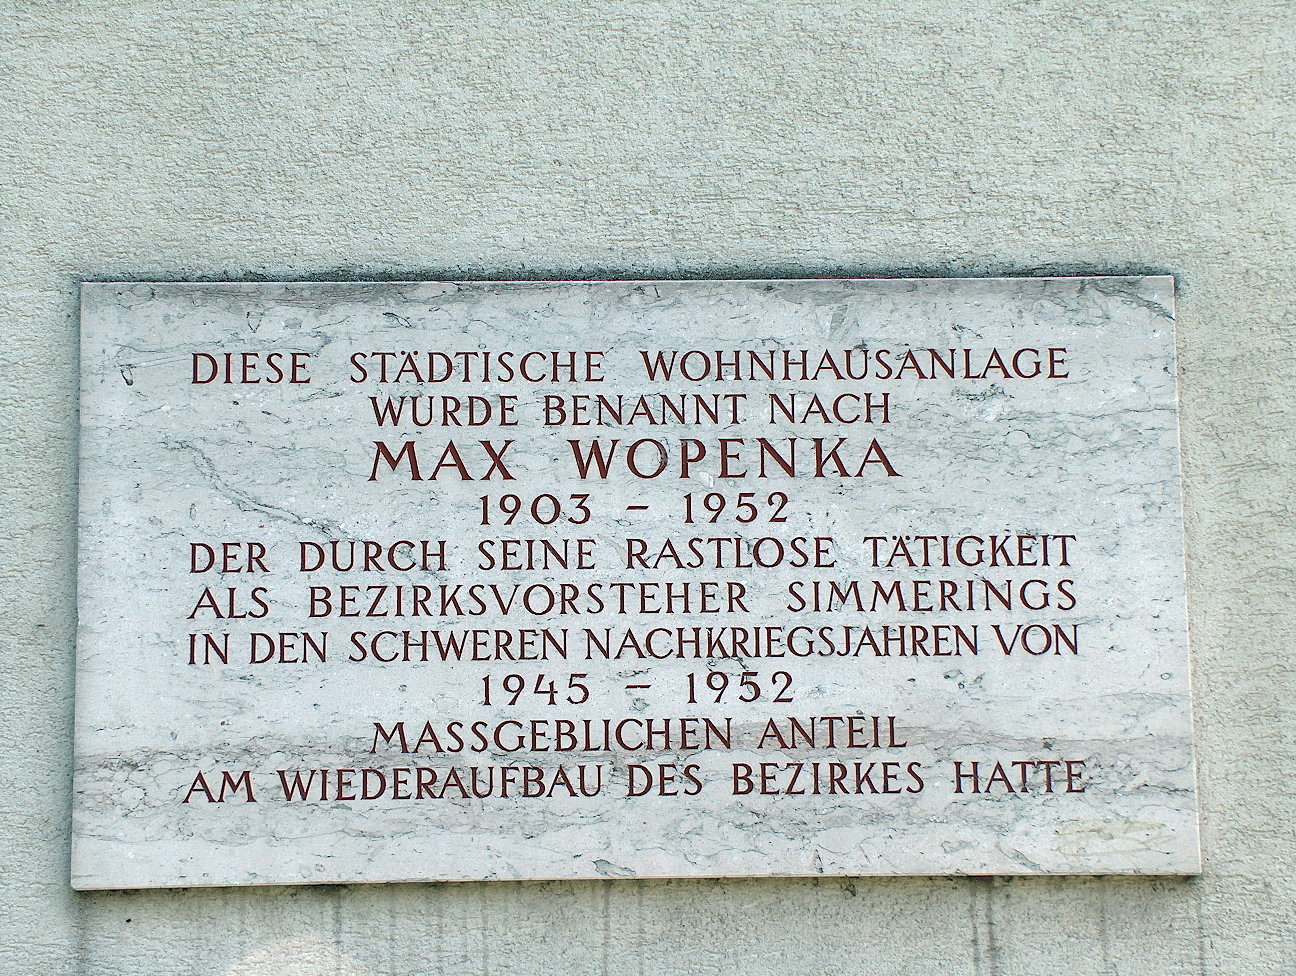 DIESE STÄDTISCHE WOHNHAUSANLAGE
WURDE BENANNT NACH
MAX WOPENKA
1903 – 1952
DER DURCH SEINE RASTLOSE TÄTIGKEIT
ALS BEZIRKSVORSTEHER SIMMERINGS
IN DEN SCHWEREN NACHKRIEGSJAHREN VON
1945 – 1952
MASSGEBLICHEN ANTEIL
AM WIEDERAUFBAU DES BEZIRKES HATTE